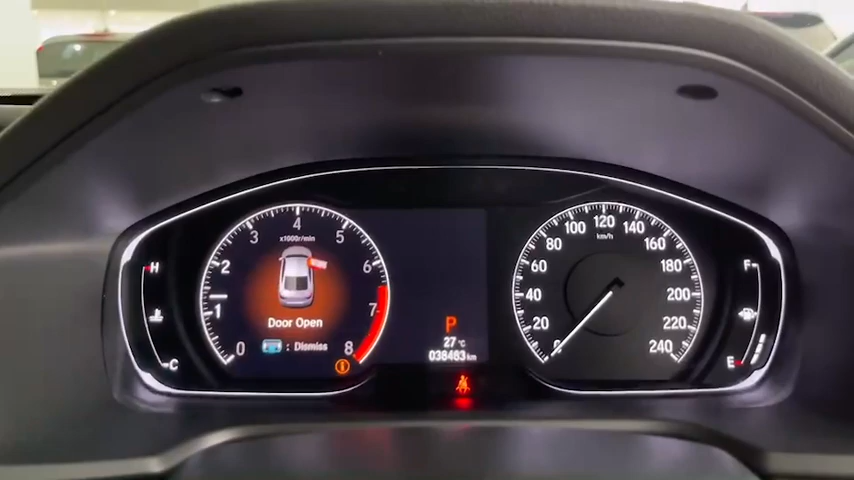 H
C
4
x1000r/min
3
5
2
6
1
7
0
8
Door Open
: Dismiss
P
27°C
038483 km
120
100
140
km/h
80
160
60
180
40
200
20
220
0
240
F
E